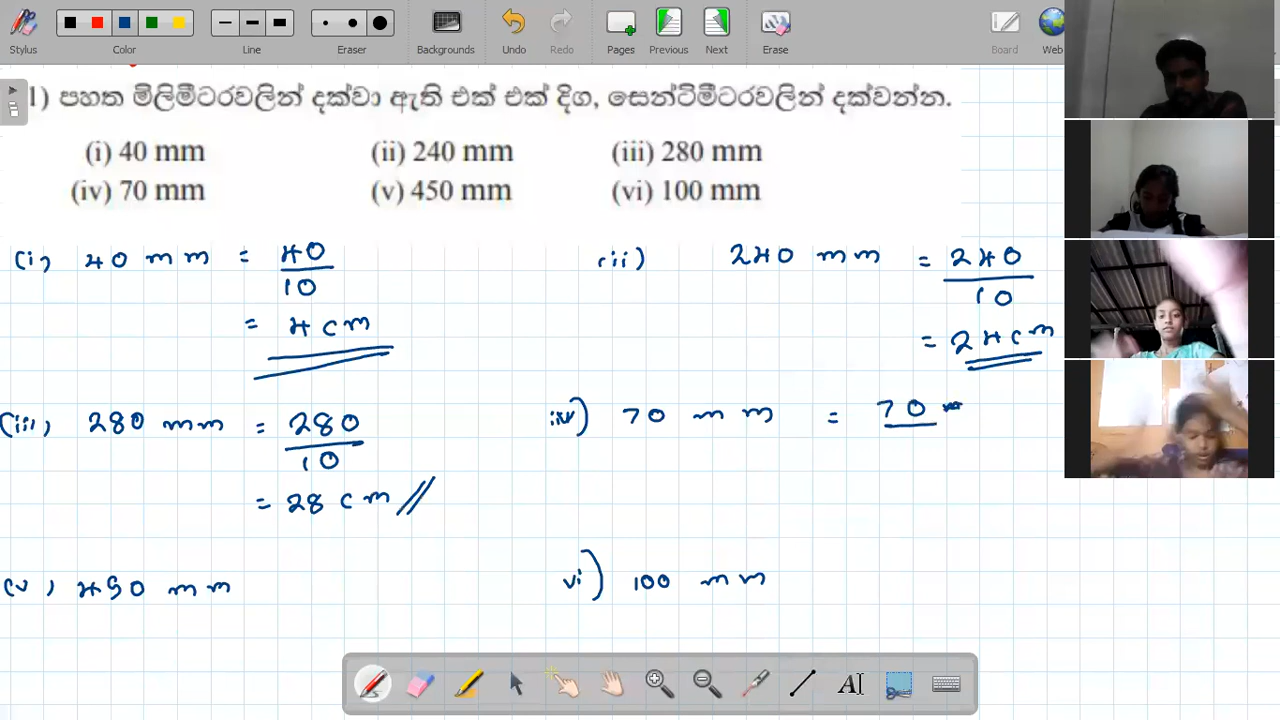 Stylus Color Line Eraser Backgrounds Undo Redo Pages Previous Next Erase Board Web
1) පහත මිලිමීටරවලින් දක්වා ඇති එක් එක් දිග, සෙන්ටිමීටරවලින් දක්වන්න.
(i) 40 mm (ii) 240 mm (iii) 280 mm
(iv) 70 mm (v) 450 mm (vi) 100 mm
(i) 40 mm = 40
10
= 4 cm
(ii) 240 mm = 240
10
= 24 cm
(iii) 280 mm = 280
10
= 28 cm //
iv) 70 mm = 70
(v) 450 mm
vi) 100 mm